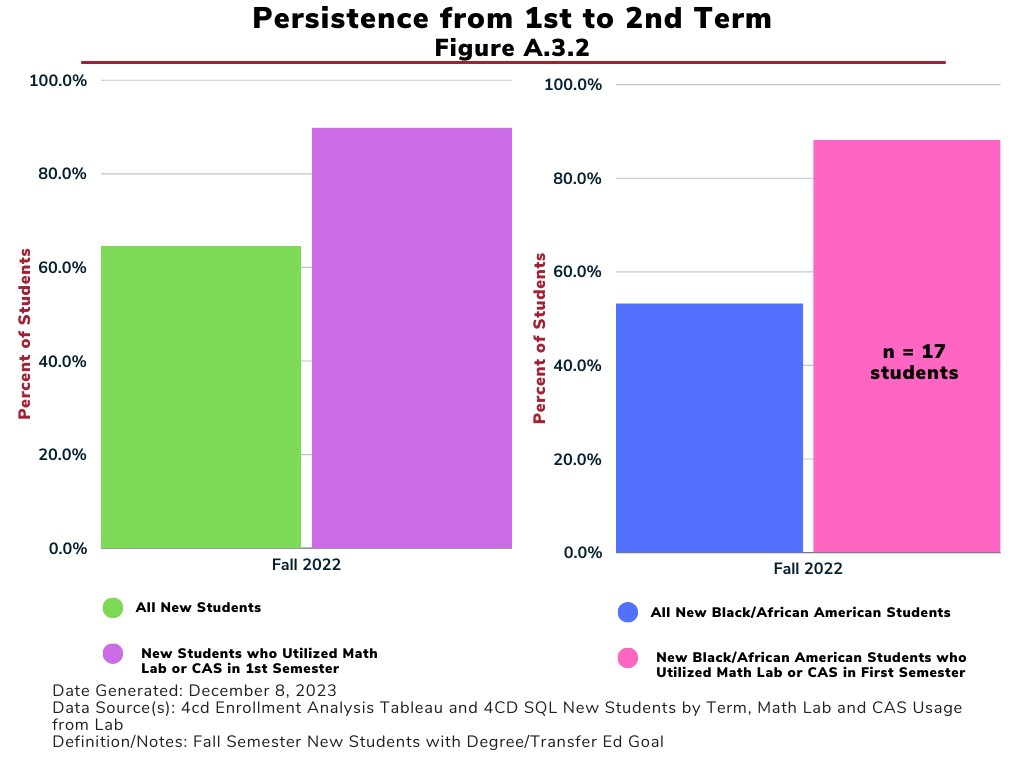 Persistence from 1st to 2nd Term
Figure A.3.2
Percent of Students
100.0%
80.0%
60.0%
40.0%
20.0%
0.0%
Fall 2022
All New Students
New Students who Utilized Math
Lab or CAS in 1st Semester
Percent of Students
100.0%
80.0%
60.0%
40.0%
20.0%
0.0%
n = 17
students
Fall 2022
All New Black/African American Students
New Black/African American Students who
Utilized Math Lab or CAS in First Semester
Date Generated: December 8, 2023
Data Source(s): 4cd Enrollment Analysis Tableau and 4CD SQL New Students by Term, Math Lab and CAS Usage
from Lab
Definition/Notes: Fall Semester New Students with Degree/Transfer Ed Goal